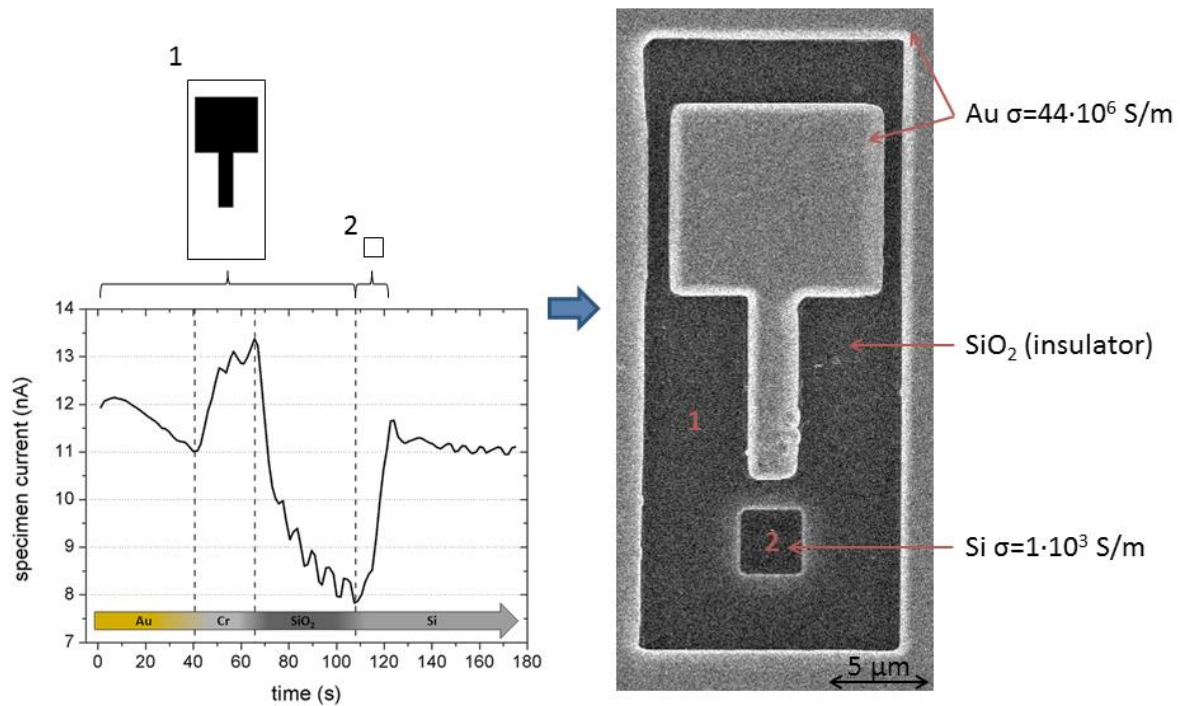 1
2
14
13
12
11
10
9
8
7
specimen current (nA)
Au
Cr
SiO₂
Si
0
20
40
60
80
100
120
140
160
180
time (s)
Au σ=44·10⁶ S/m
SiO₂ (insulator)
1
2
Si σ=1·10³ S/m
5 µm